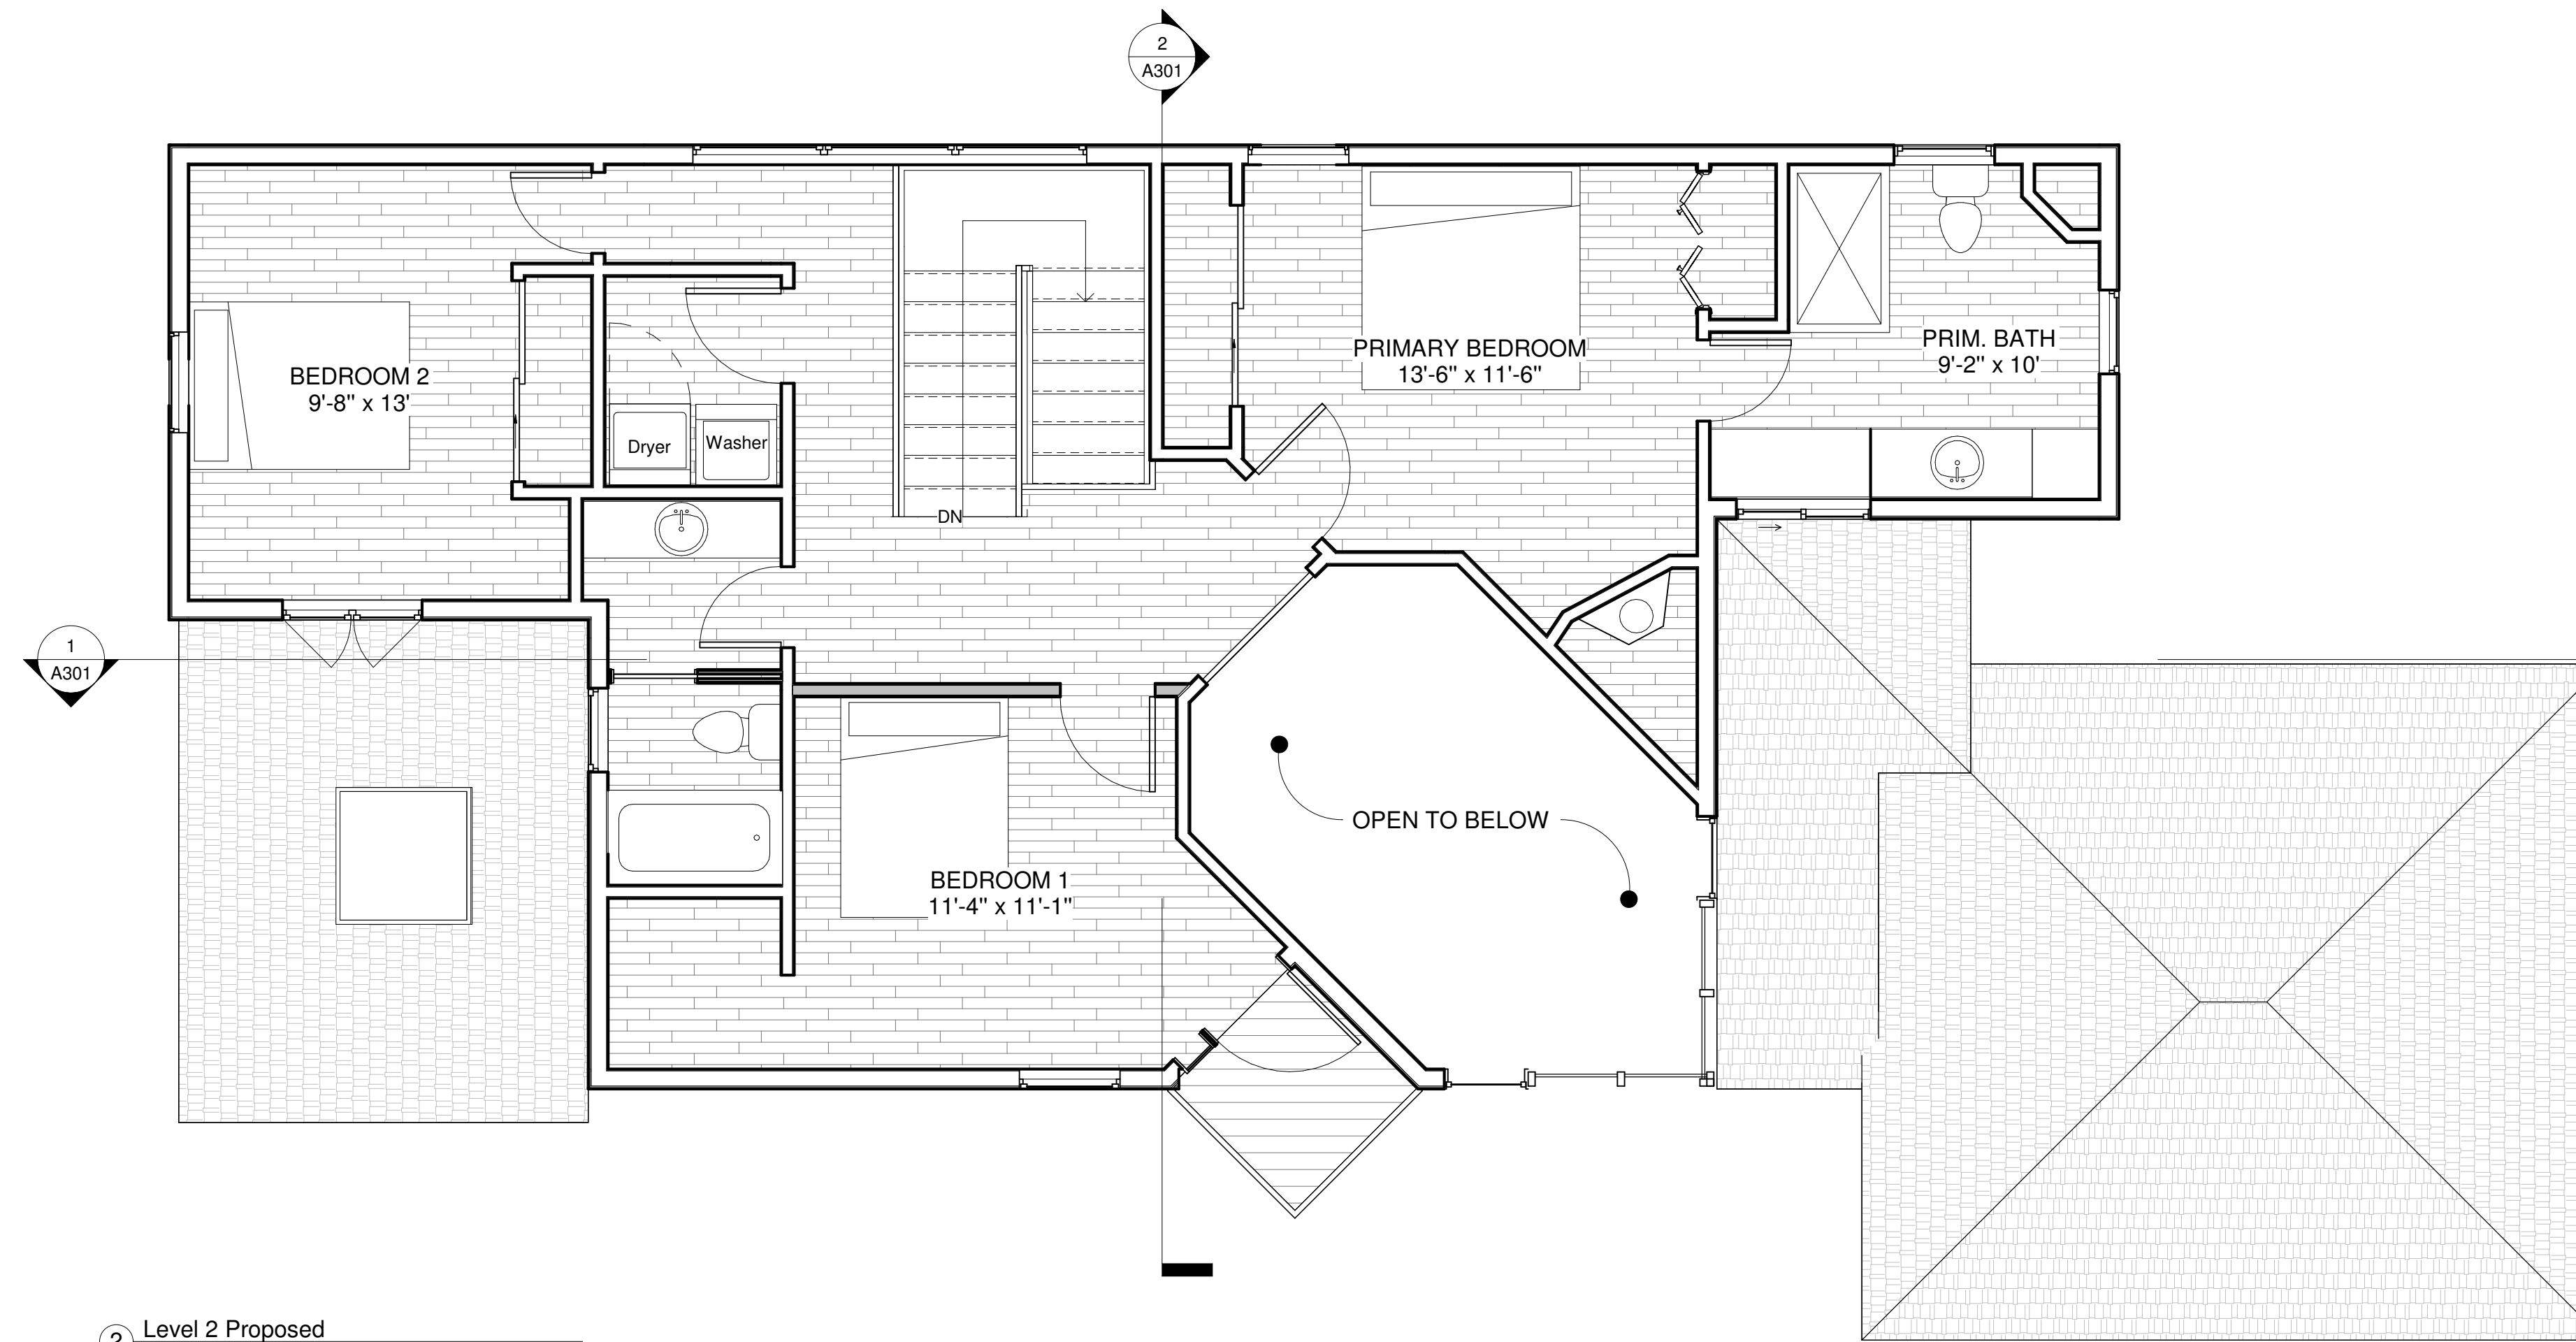 2
A301
BEDROOM 2
9'-8" x 13'
Dryer
Washer
DN
PRIMARY BEDROOM
13'-6" x 11'-6"
PRIM. BATH
9'-2" x 10'
1
A301
OPEN TO BELOW
BEDROOM 1
11'-4" x 11'-1"
2 Level 2 Proposed